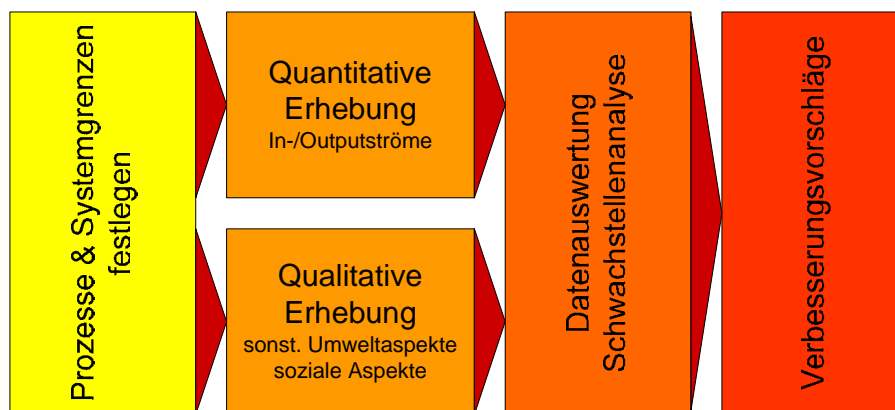 Prozesse & Systemgrenzen
festlegen
Quantitative
Erhebung
In-/Outputströme
Qualitative
Erhebung
sonst. Umweltaspekte
soziale Aspekte
Datenauswertung
Schwachstellenanalyse
Verbesserungsvorschläge